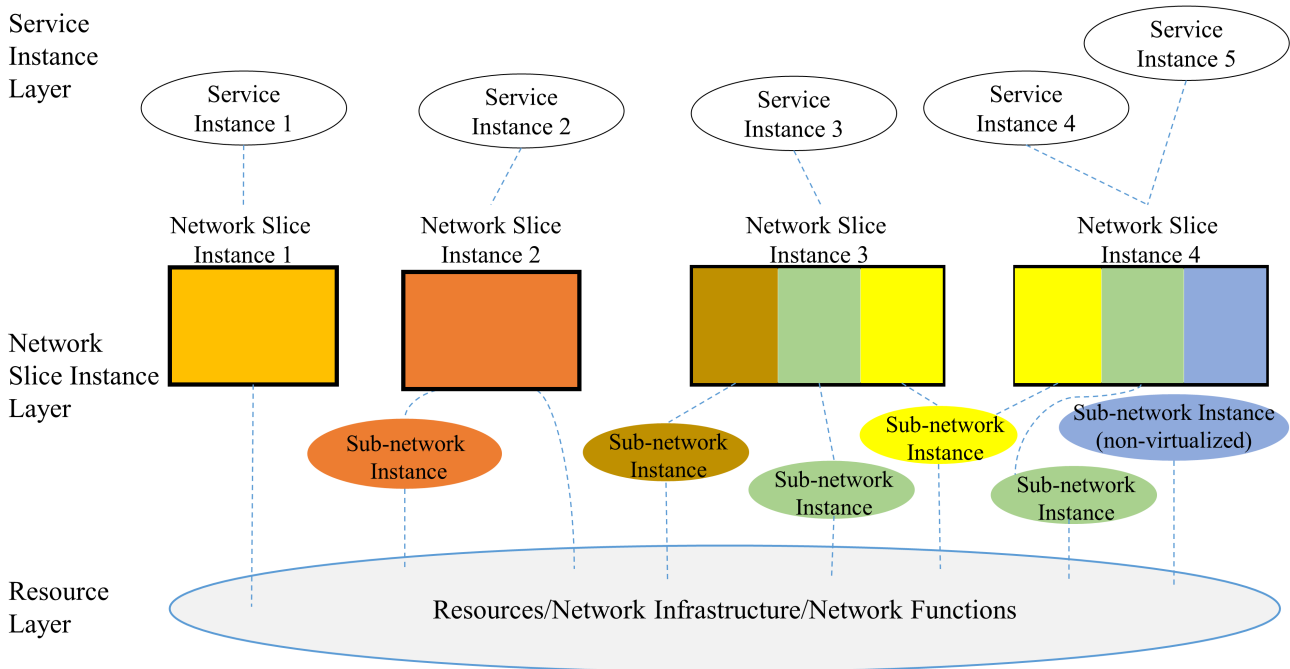 Service
Instance
Layer
Service
Instance 1
Service
Instance 2
Service
Instance 3
Service
Instance 4
Service
Instance 5
Network Slice
Instance 1
Network Slice
Instance 2
Network Slice
Instance 3
Network Slice
Instance 4
Network
Slice Instance
Layer
Sub-network
Instance
Sub-network
Instance
Sub-network
Instance
Sub-network
Instance
Sub-network
Instance
Sub-network Instance
(non-virtualized)
Resource
Layer
Resources/Network Infrastructure/Network Functions